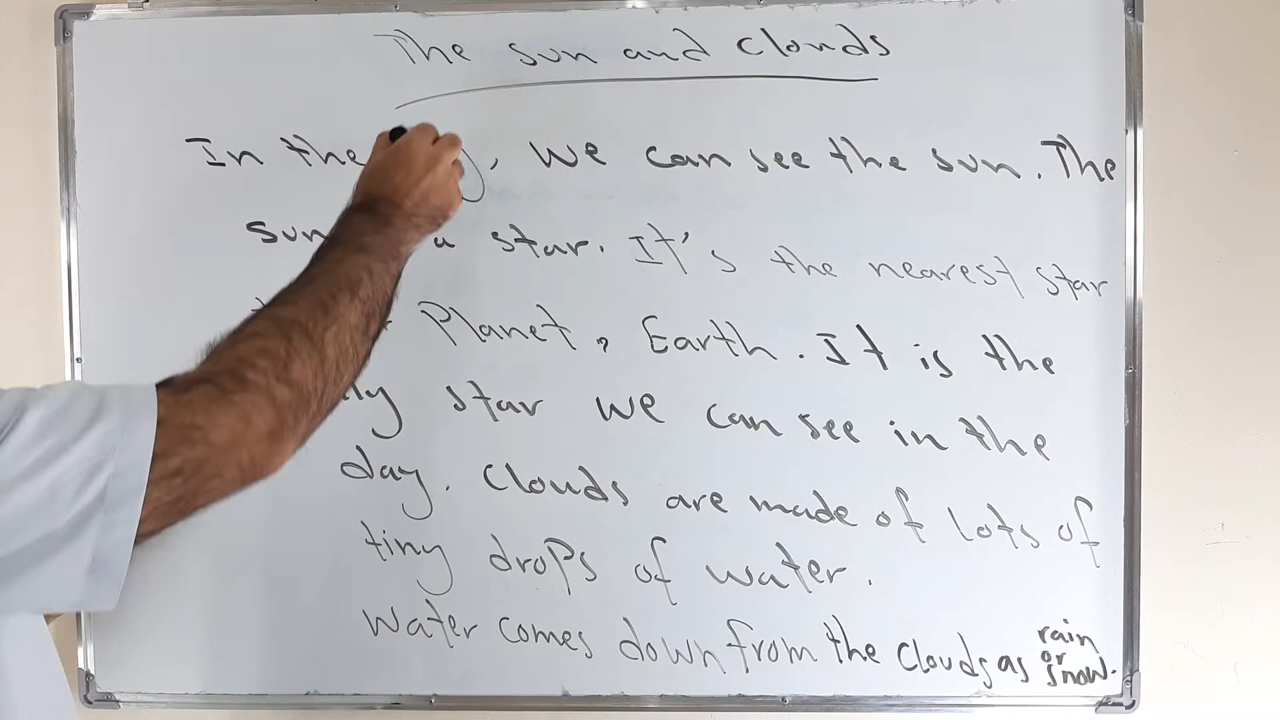 The sun and clouds
In the , we can see the sun. The
sun a star. It's the nearest star
Planet, Earth. It is the
star we can see in the
day. Clouds are made of lots of
tiny drops of water.
Water comes down from the clouds as rain or snow.